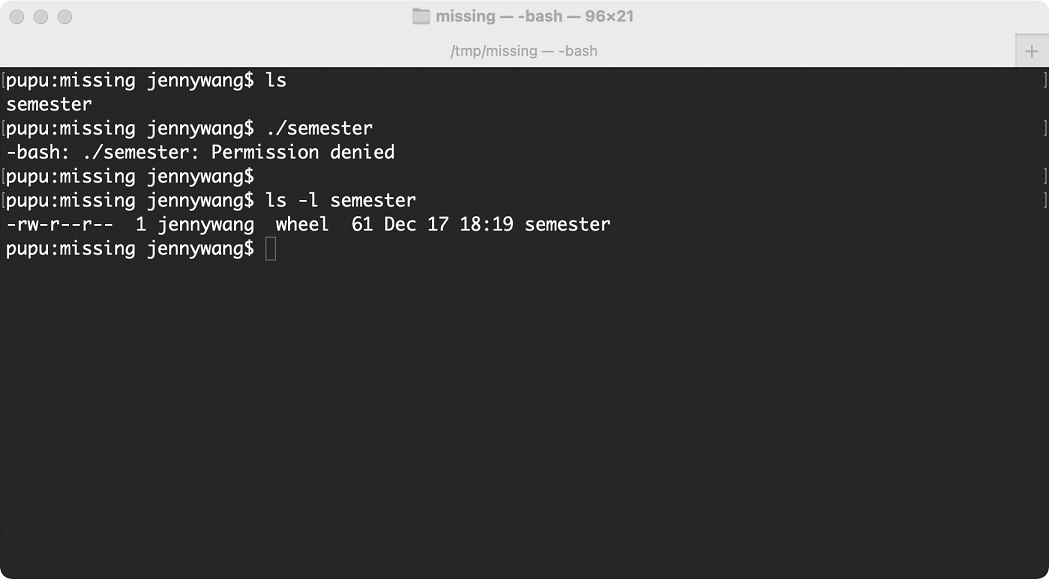 missing — -bash — 96×21
/tmp/missing — -bash
+
[pupu:missing jennywang$ ls ]
semester
[pupu:missing jennywang$ ./semester ]
-bash: ./semester: Permission denied
[pupu:missing jennywang$ ]
[pupu:missing jennywang$ ls -l semester ]
-rw-r--r--  1 jennywang  wheel  61 Dec 17 18:19 semester
pupu:missing jennywang$